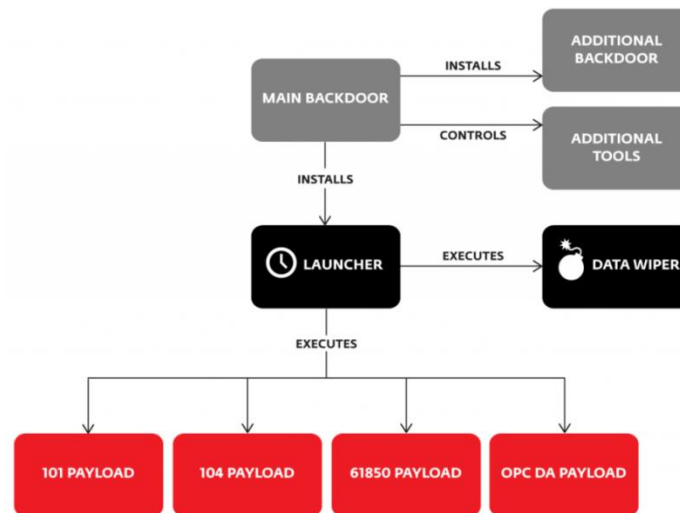 ADDITIONAL
BACKDOOR
INSTALLS
MAIN BACKDOOR
CONTROLS
ADDITIONAL
TOOLS
INSTALLS
LAUNCHER
EXECUTES
DATA WIPER
EXECUTES
101 PAYLOAD
104 PAYLOAD
61850 PAYLOAD
OPC DA PAYLOAD